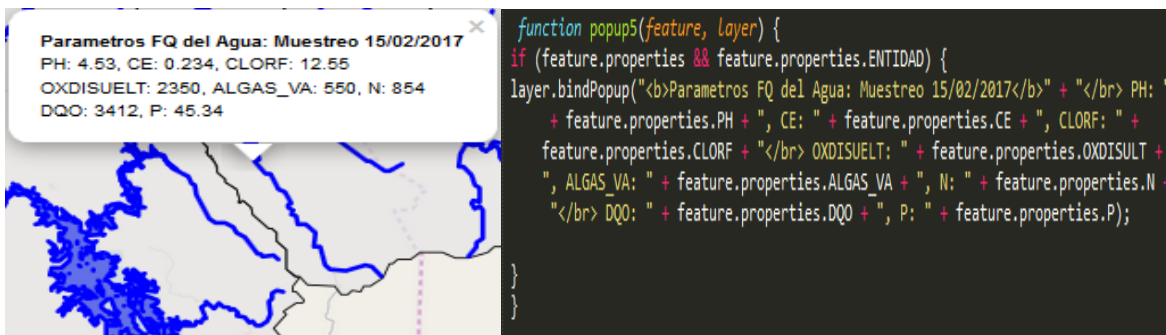 Parametros FQ del Agua: Muestreo 15/02/2017 ×
PH: 4.53, CE: 0.234, CLORF: 12.55
OXDISUELT: 2350, ALGAS_VA: 550, N: 854
DQO: 3412, P: 45.34
function popup5(feature, layer) {
if (feature.properties && feature.properties.ENTIDAD) {
layer.bindPopup("<b>Parametros FQ del Agua: Muestreo 15/02/2017</b>" + "</br> PH: "
+ feature.properties.PH + ", CE: " + feature.properties.CE + ", CLORF: " +
feature.properties.CLORF + "</br> OXDISUELT: " + feature.properties.OXDISULT +
", ALGAS_VA: " + feature.properties.ALGAS_VA + ", N: " + feature.properties.N +
"</br> DQO: " + feature.properties.DQO + ", P: " + feature.properties.P);
}
}